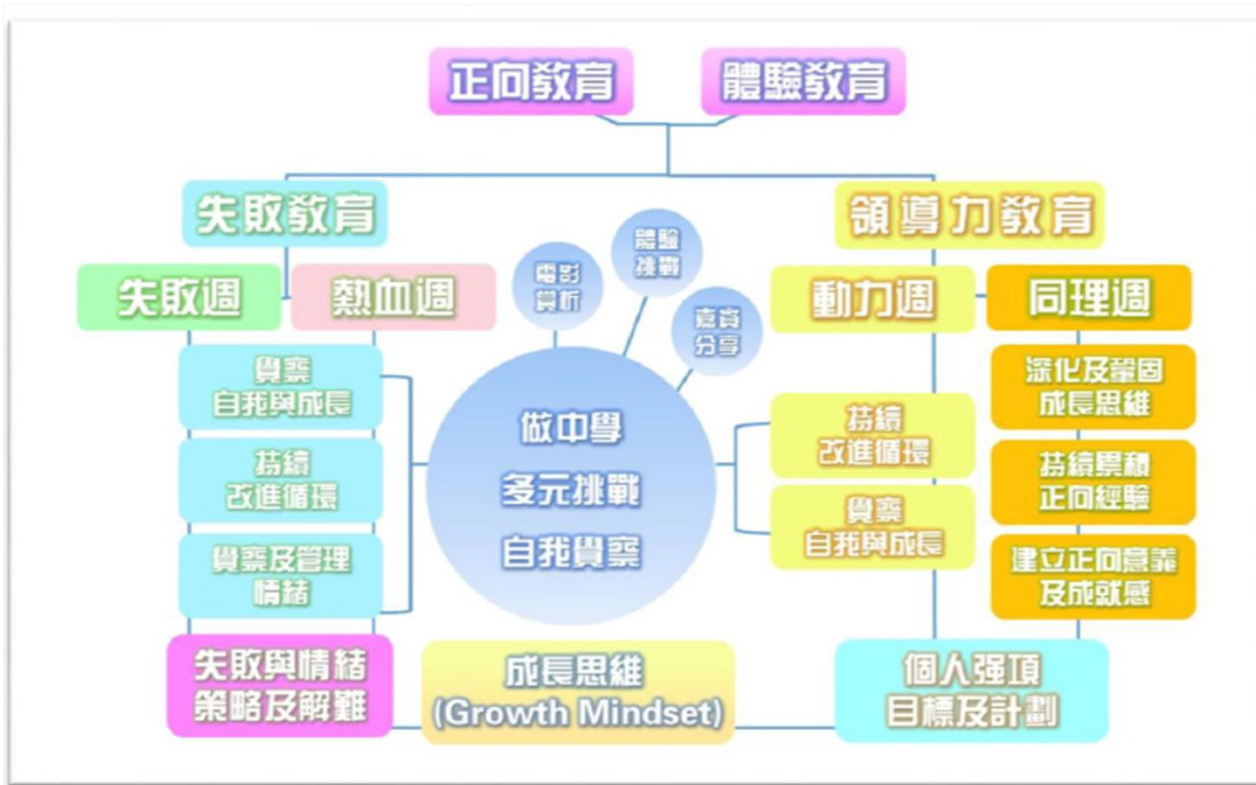 正向教育
體驗教育
失敗教育
領導力教育
失敗週
熱血週
電影
賞析
體驗
挑戰
嘉賓
分享
動力週
同理週
覺察
自我與成長
持續
改進循環
覺察及管理
情緒
做中學
多元挑戰
自我覺察
持續
改進循環
覺察
自我與成長
深化及鞏固
成長思維
持續累積
正向經驗
建立正向意義
及成就感
失敗與情緒
策略及解難
成長思維
(Growth Mindset)
個人强項
目標及計劃